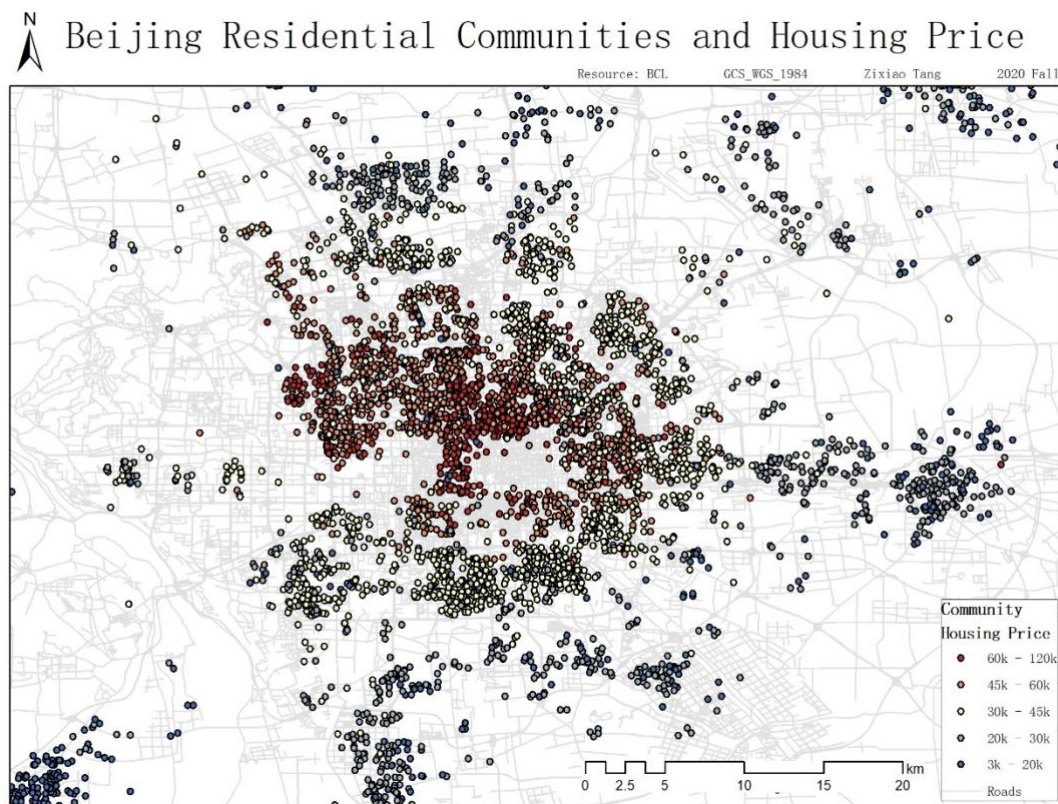 N
Beijing Residential Communities and Housing Price
Resource: BCL GCS_WGS_1984 Zixiao Tang 2020 Fall
Community
Housing Price
60k - 120k
45k - 60k
30k - 45k
20k - 30k
3k - 20k
Roads
km
0 2.5 5 10 15 20